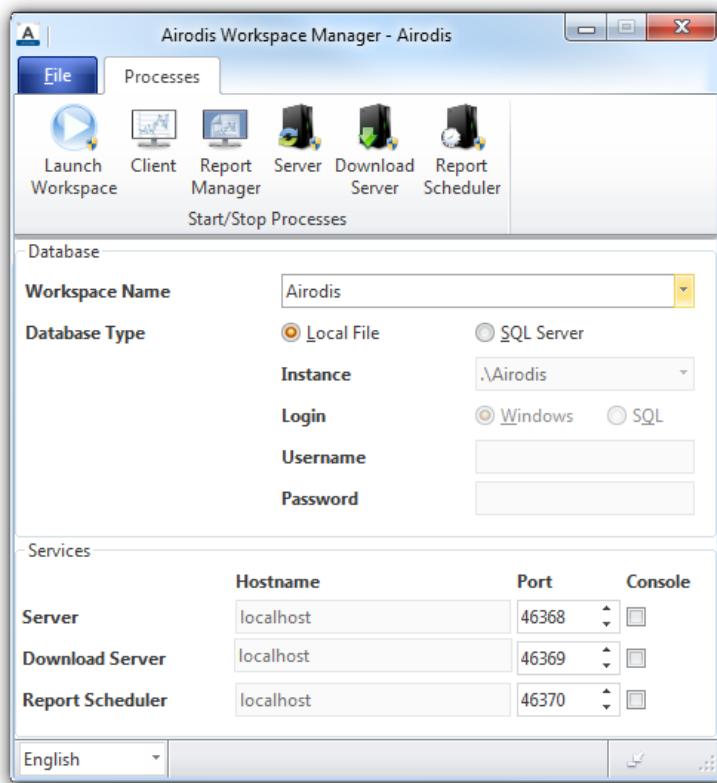 A
Airodis Workspace Manager - Airodis
File Processes
Launch Workspace
Client
Report Manager
Server
Download Server
Report Scheduler
Start/Stop Processes
Database
Workspace Name Airodis
Database Type Local File SQL Server
Instance .\Airodis
Login Windows SQL
Username
Password
Services
Hostname Port Console
Server localhost 46368
Download Server localhost 46369
Report Scheduler localhost 46370
English